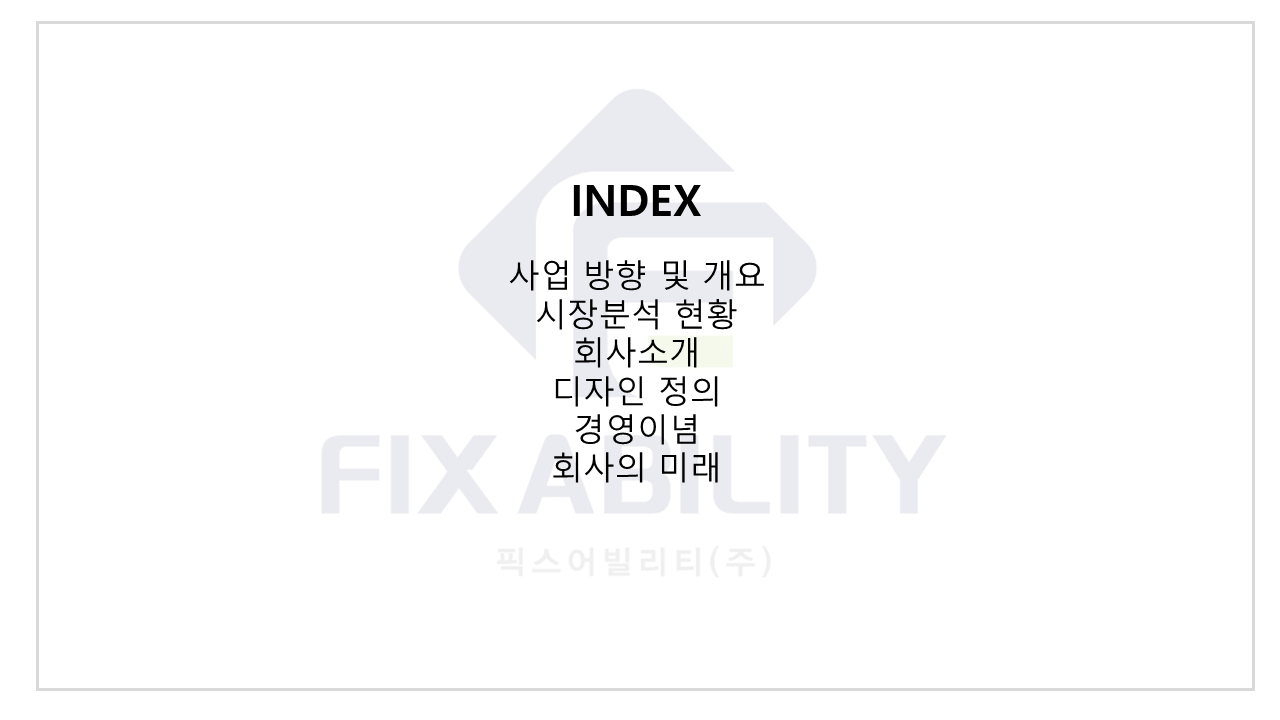 INDEX
사업 방향 및 개요
시장분석 현황
회사소개
디자인 정의
경영이념
회사의 미래
FIX ABILITY
픽스어빌리티(주)